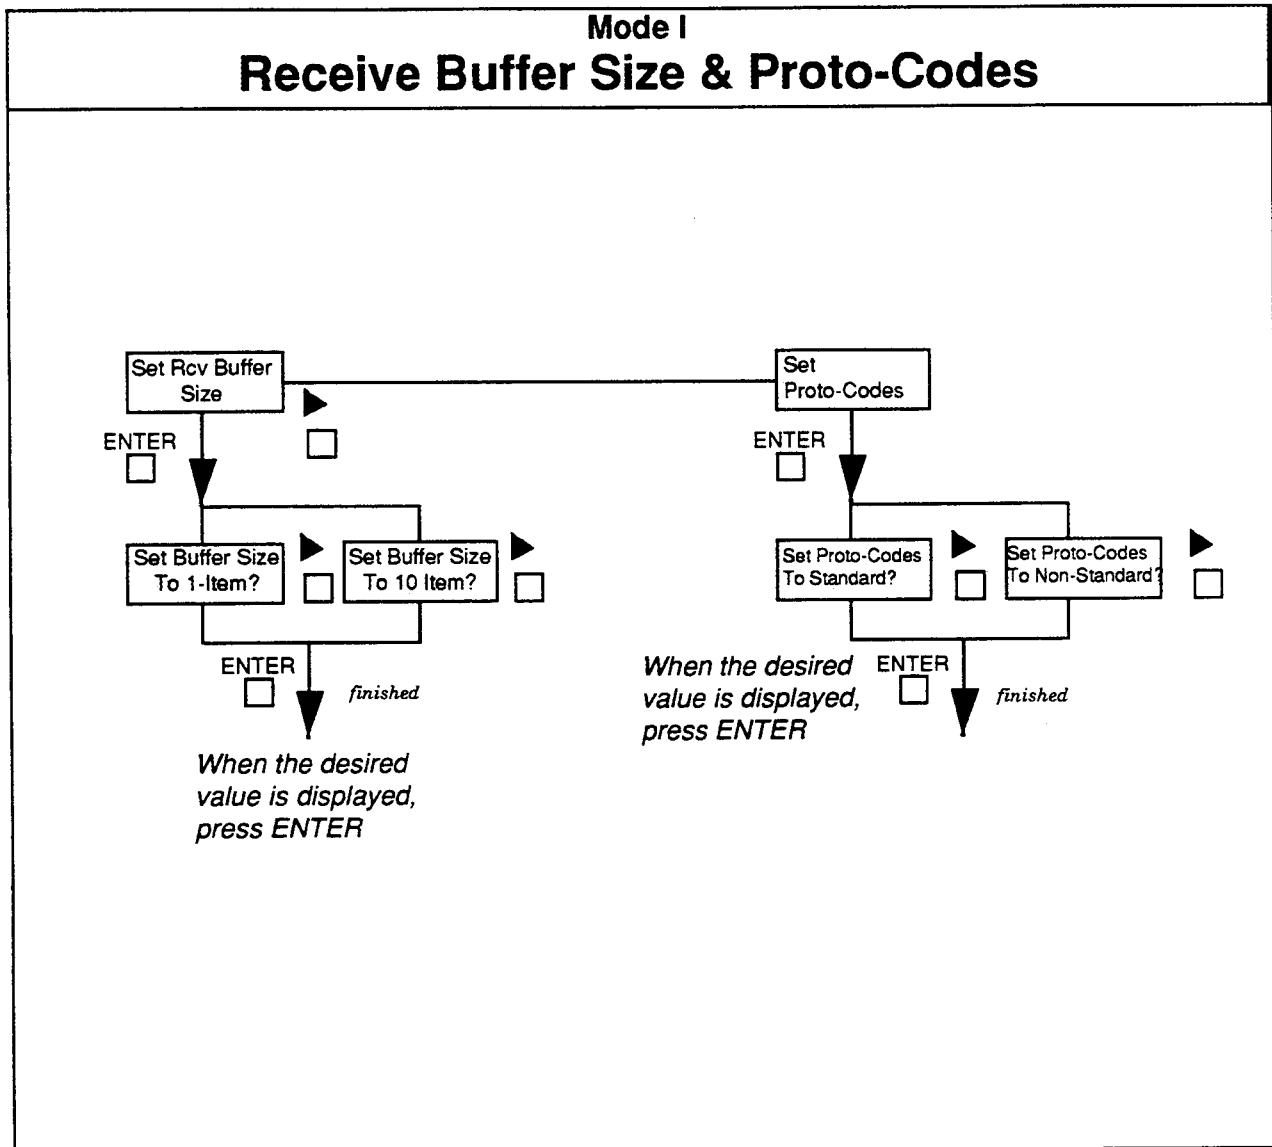 Mode I
Receive Buffer Size & Proto-Codes
Set Rcv Buffer
Size
ENTER
Set Buffer Size
To 1-Item?
Set Buffer Size
To 10 Item?
ENTER
finished
When the desired
value is displayed,
press ENTER
Set
Proto-Codes
ENTER
Set Proto-Codes
To Standard?
Set Proto-Codes
To Non-Standard?
When the desired
value is displayed,
press ENTER
ENTER
finished